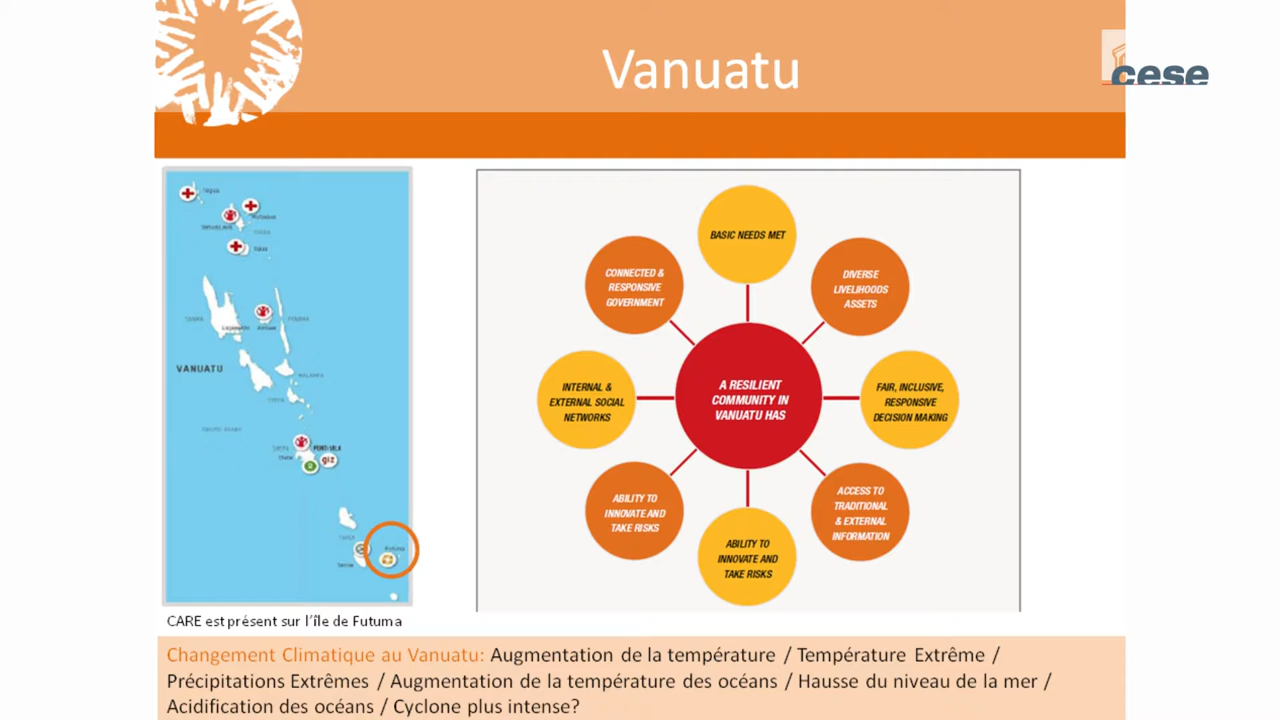 Vanuatu
cese
VANUATU
PORT-VILA
giz
Futuna
CARE est présent sur l'île de Futuma
BASIC NEEDS MET
CONNECTED &
RESPONSIVE
GOVERNMENT
DIVERSE
LIVELIHOODS
ASSETS
INTERNAL &
EXTERNAL SOCIAL
NETWORKS
A RESILIENT
COMMUNITY IN
VANUATU HAS
FAIR, INCLUSIVE,
RESPONSIVE
DECISION MAKING
ABILITY TO
INNOVATE AND
TAKE RISKS
ACCESS TO
TRADITIONAL
& EXTERNAL
INFORMATION
ABILITY TO
INNOVATE AND
TAKE RISKS
Changement Climatique au Vanuatu: Augmentation de la température / Température Extrême /
Précipitations Extrêmes / Augmentation de la température des océans / Hausse du niveau de la mer /
Acidification des océans / Cyclone plus intense?